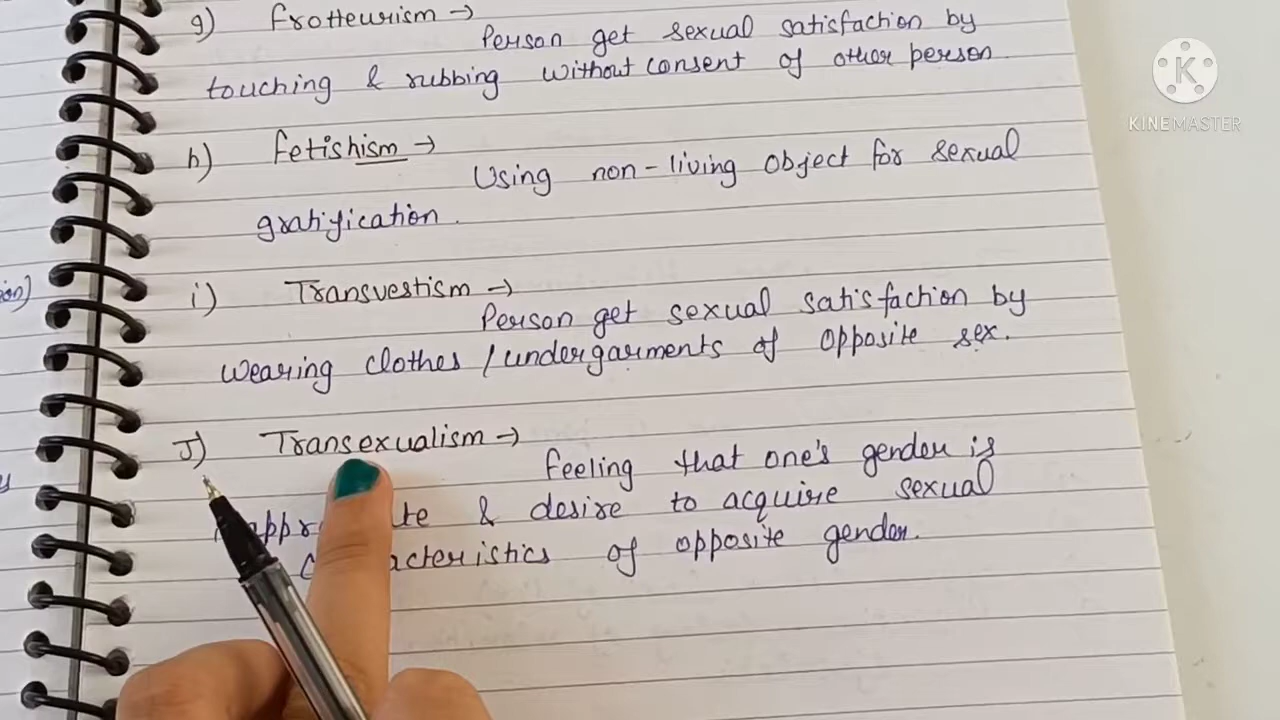 g) Frotteurism →
Person get sexual satisfaction by
touching & rubbing without consent of other person
h) Fetishism →
Using non-living object for sexual
gratification.
i) Transvestism →
Person get sexual satisfaction by
wearing clothes / undergarments of opposite sex.
J) Transexualism →
Feeling that one's gender is
& desire to acquire sexual
of opposite gender.
KINEMASTER